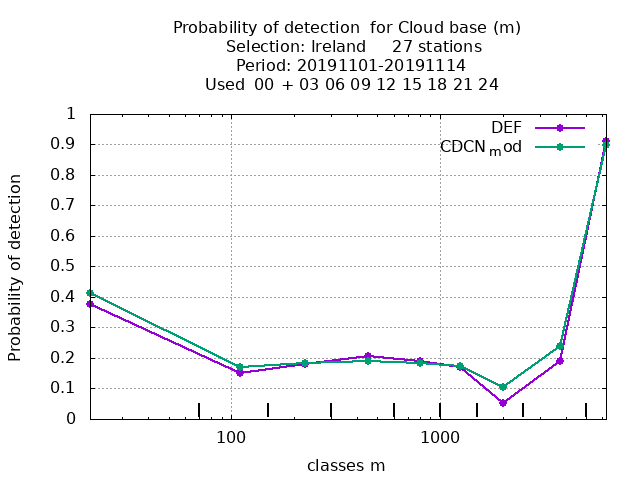 Probability of detection  for Cloud base (m)
Selection: Ireland     27 stations
Period: 20191101-20191114
Used  00 + 03 06 09 12 15 18 21 24
1
0.9
0.8
0.7
0.6
0.5
0.4
0.3
0.2
0.1
0
Probability of detection
DEF
CDCNmod
100
1000
classes m